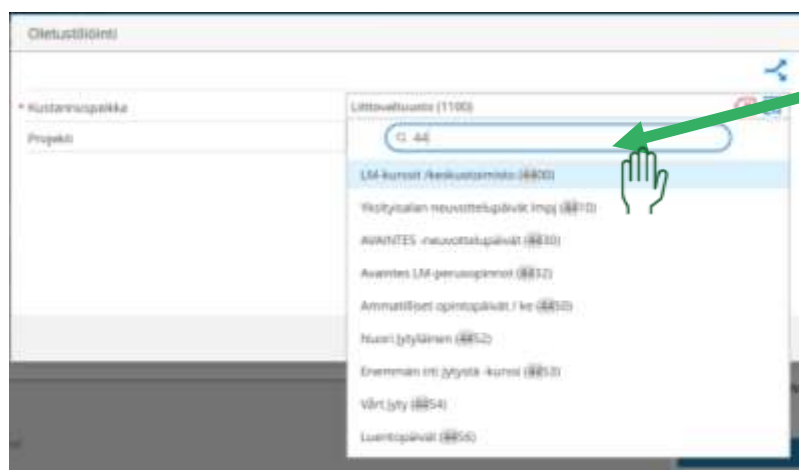 Oletustiliöinti
* Kustannuspaikka
Liittovaltuusto (1100)
Projekti
44
LM-kurssit /keskustoimisto (4400)
Yksityisalan neuvottelupäivät lmpj (4410)
AVAINTES -neuvottelupäivät (4430)
Avaintes LM-perusopinnot (4432)
Ammatilliset opintopäivät / ke (4450)
Nuori Jytyläinen (4452)
Enemmän irti Jytystä -kurssi (4453)
Vårt Jyty (4454)
Luentopäivät (4456)